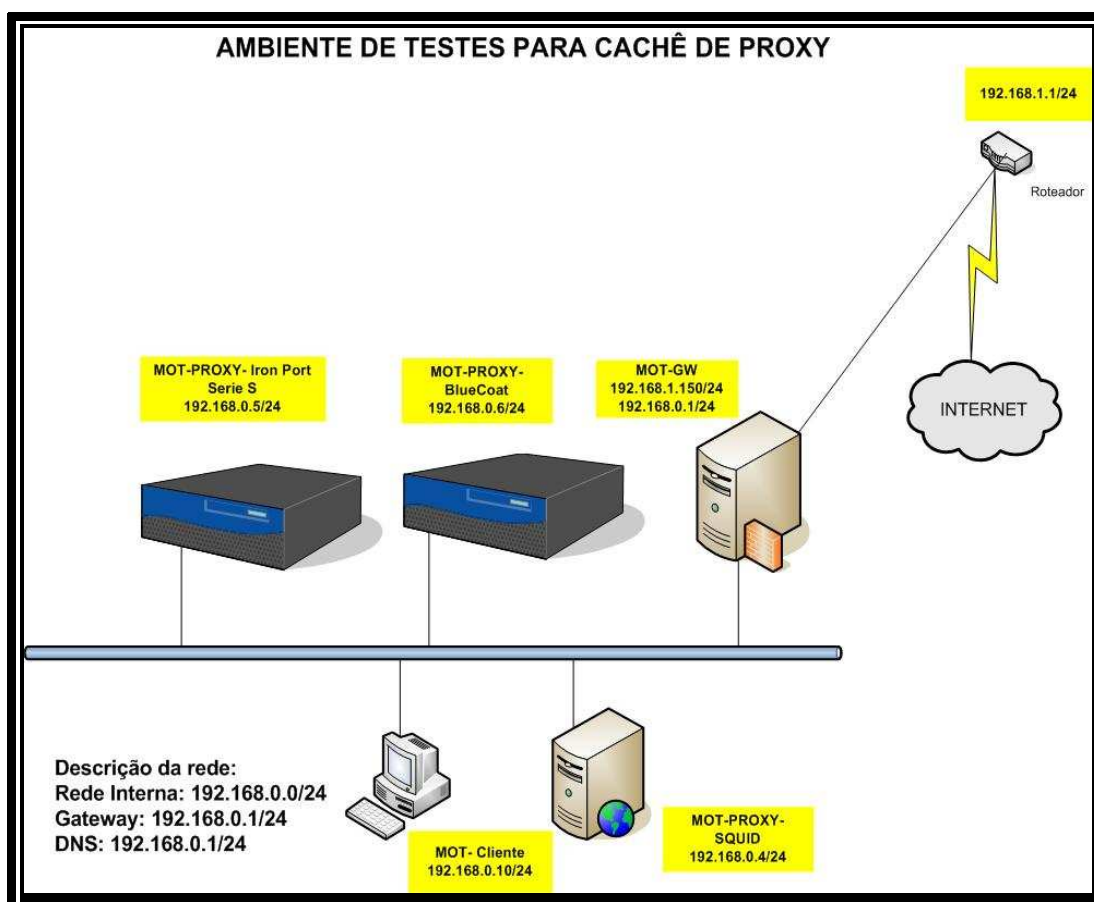 AMBIENTE DE TESTES PARA CACHÊ DE PROXY
192.168.1.1/24
Roteador
MOT-PROXY- Iron Port
Serie S
192.168.0.5/24
MOT-PROXY-
BlueCoat
192.168.0.6/24
MOT-GW
192.168.1.150/24
192.168.0.1/24
INTERNET
Descrição da rede:
Rede Interna: 192.168.0.0/24
Gateway: 192.168.0.1/24
DNS: 192.168.0.1/24
MOT- Cliente
192.168.0.10/24
MOT-PROXY-
SQUID
192.168.0.4/24